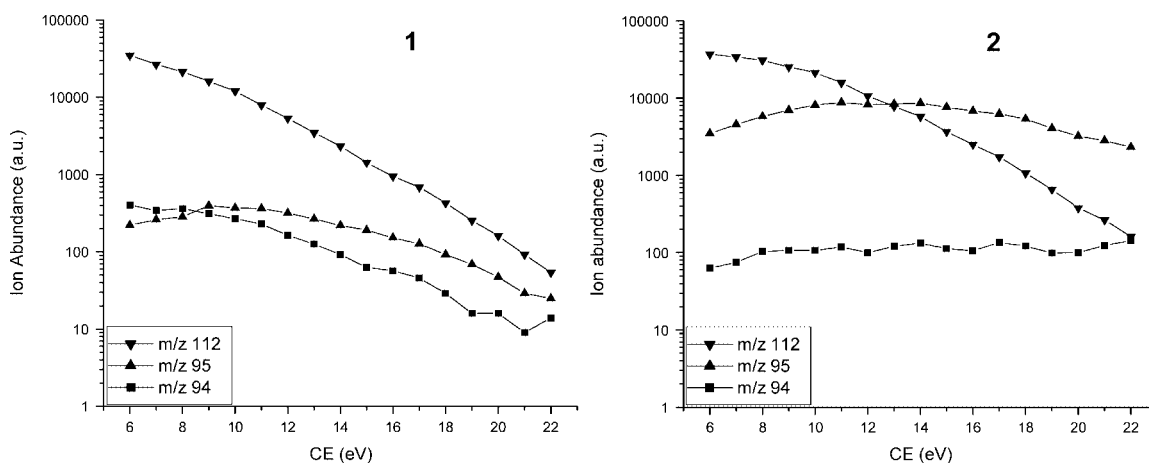 1
100000
10000
1000
100
10
1
Ion Abundance (a.u.)
m/z 112
m/z 95
m/z 94
6 8 10 12 14 16 18 20 22
CE (eV)
2
100000
10000
1000
100
10
1
Ion abundance (a.u.)
m/z 112
m/z 95
m/z 94
6 8 10 12 14 16 18 20 22
CE (eV)